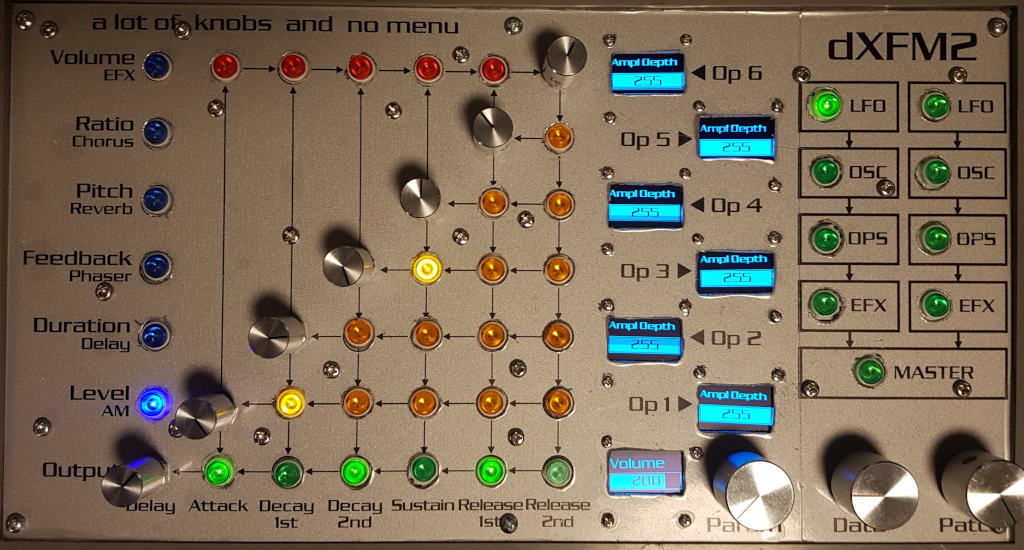 a lot of knobs and no menu
dXFM2
Volume
EFX
Ampl Depth
255
Op 6
LFO
LFO
Ratio
Chorus
Op 5
Ampl Depth
255
OSC
OSC
Pitch
Reverb
Ampl Depth
255
Op 4
OPS
OPS
Feedback
Phaser
Op 3
Ampl Depth
255
EFX
EFX
Duration
Delay
Ampl Depth
255
Op 2
MASTER
Level
AM
Op 1
Ampl Depth
255
Output
Volume
200
Delay
Attack
Decay
1st
Decay
2nd
Sustain
Release
1st
Release
2nd
Param
Data
Patch